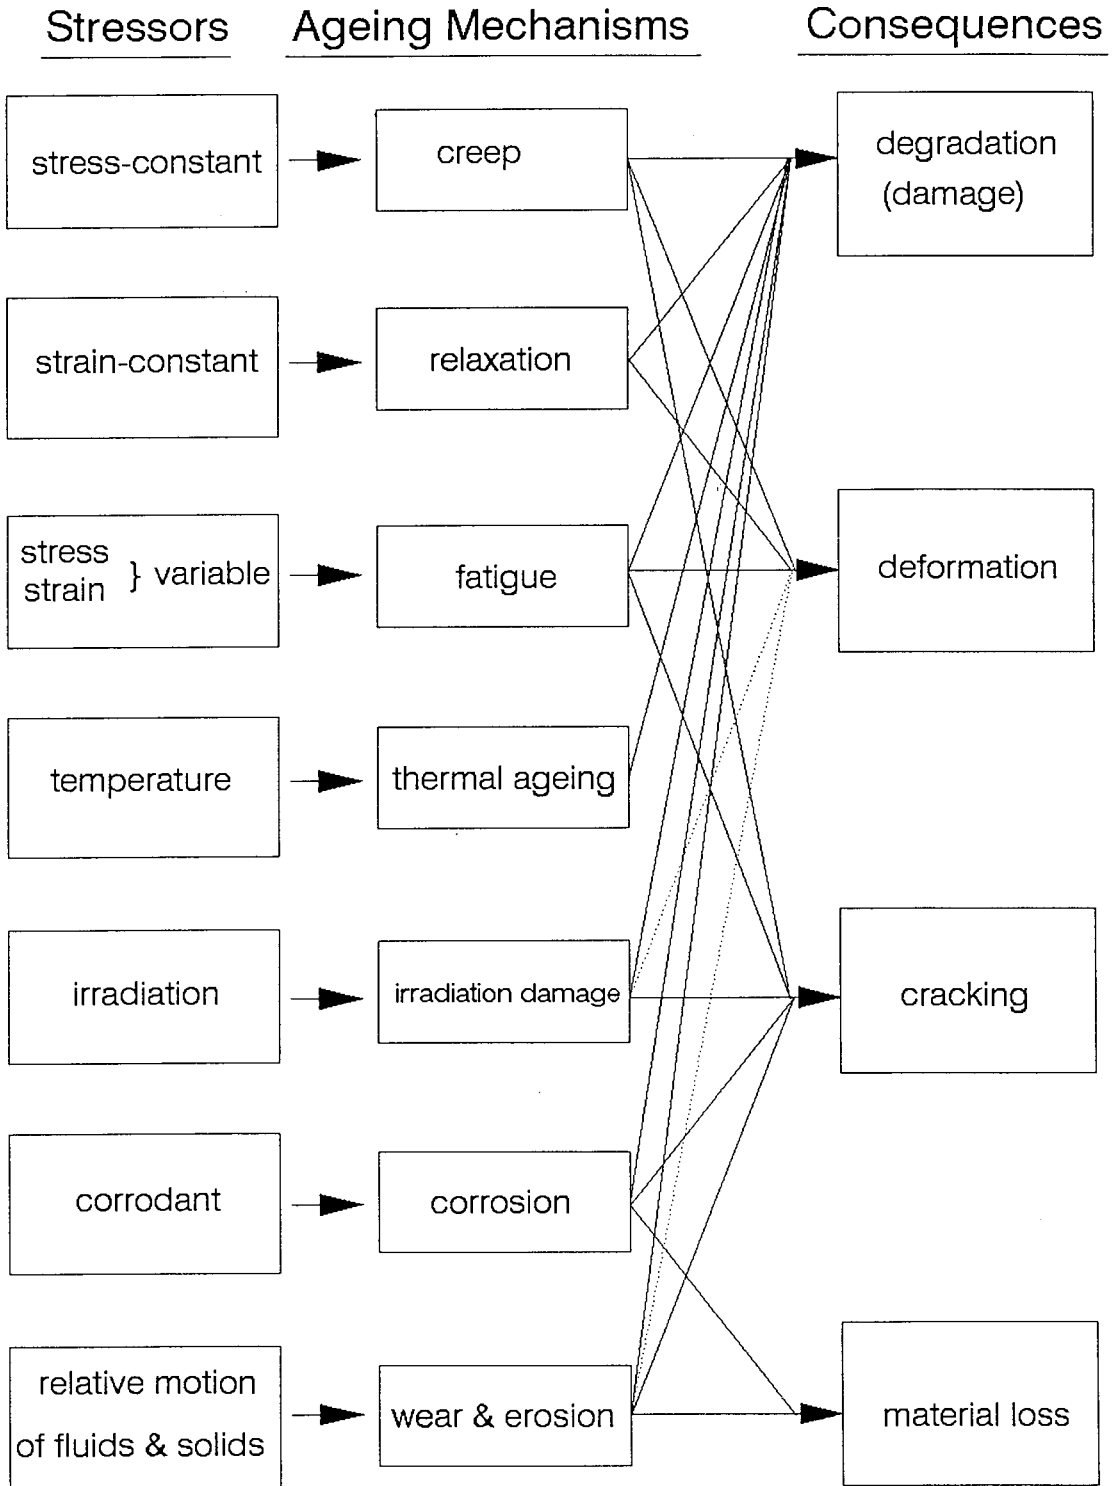 Stressors
Ageing Mechanisms
Consequences
stress-constant
creep
degradation
(damage)
strain-constant
relaxation
stress
strain } variable
fatigue
deformation
temperature
thermal ageing
irradiation
irradiation damage
cracking
corrodant
corrosion
relative motion
of fluids & solids
wear & erosion
material loss